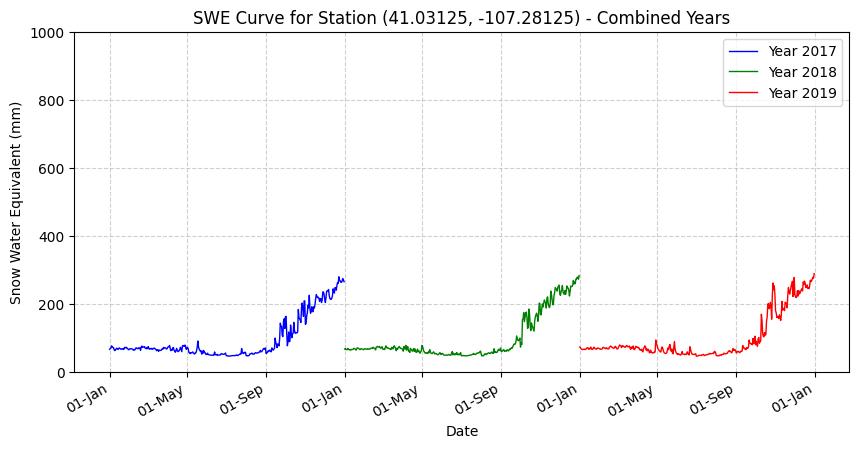 SWE Curve for Station (41.03125, -107.28125) - Combined Years
1000
800
600
400
200
0
Snow Water Equivalent (mm)
Year 2017
Year 2018
Year 2019
01-Jan
01-May
01-Sep
01-Jan
01-May
01-Sep
01-Jan
01-May
01-Sep
01-Jan
Date